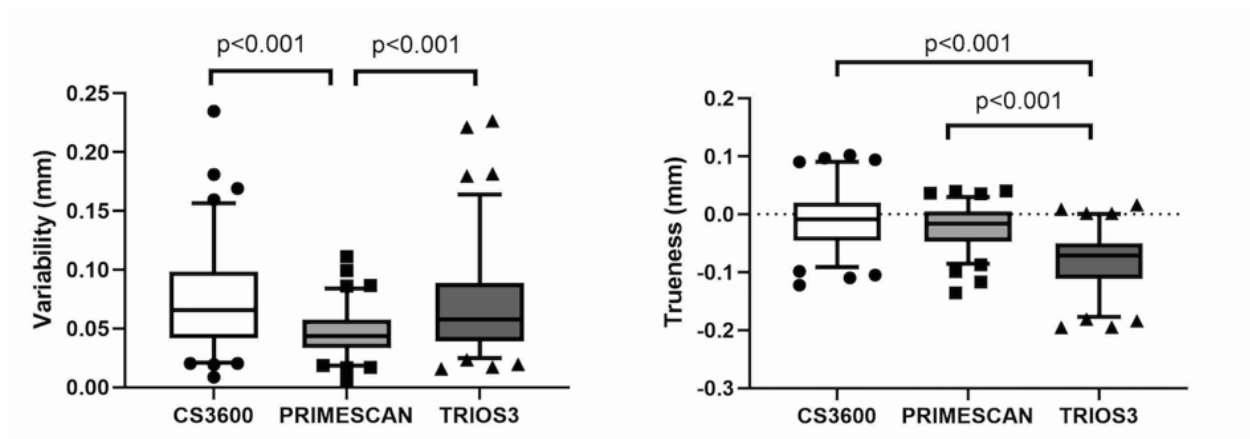 p<0.001
p<0.001
0.25
0.20
0.15
0.10
0.05
0.00
Variability (mm)
CS3600
PRIMESCAN
TRIOS3
p<0.001
p<0.001
0.2
0.1
0.0
-0.1
-0.2
-0.3
Trueness (mm)
CS3600
PRIMESCAN
TRIOS3